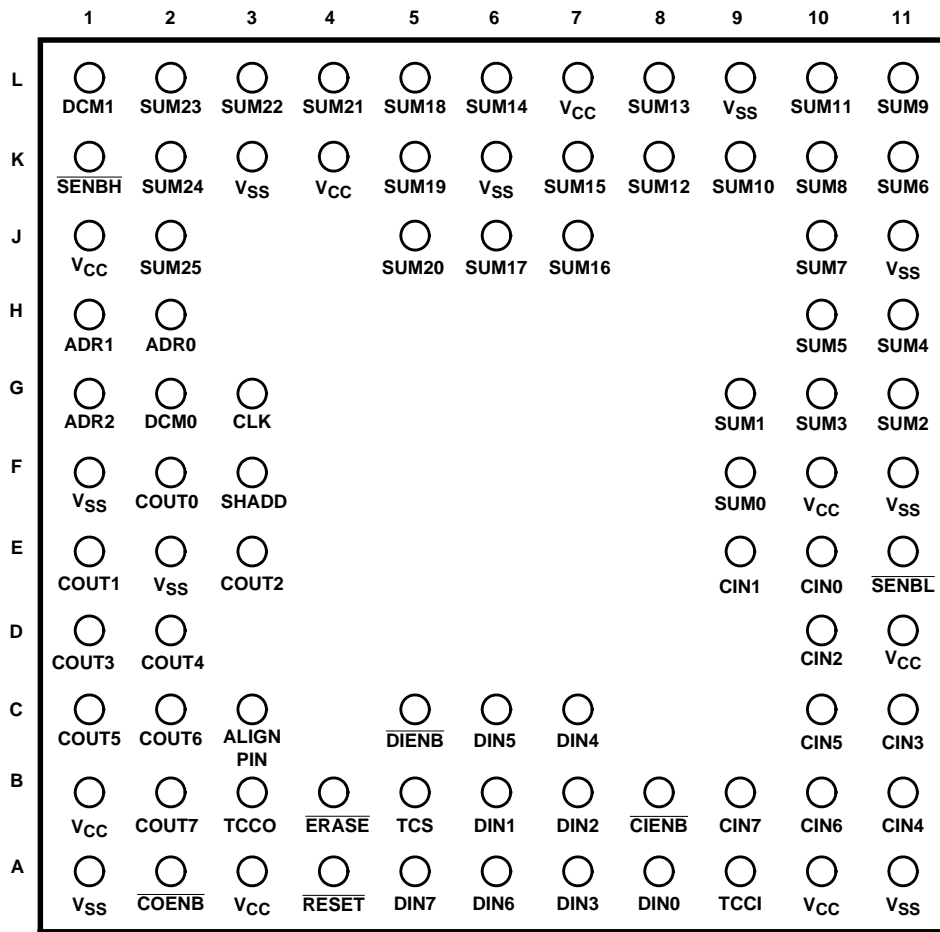 1 2 3 4 5 6 7 8 9 10 11
L
DCM1 SUM23 SUM22 SUM21 SUM18 SUM14 VCC SUM13 VSS SUM11 SUM9
K
SENBH SUM24 VSS VCC SUM19 VSS SUM15 SUM12 SUM10 SUM8 SUM6
J
VCC SUM25 SUM20 SUM17 SUM16 SUM7 VSS
H
ADR1 ADR0 SUM5 SUM4
G
ADR2 DCM0 CLK SUM1 SUM3 SUM2
F
VSS COUT0 SHADD SUM0 VCC VSS
E
COUT1 VSS COUT2 CIN1 CIN0 SENBL
D
COUT3 COUT4 CIN2 VCC
C
COUT5 COUT6 ALIGN DIENB DIN5 DIN4 CIN5 CIN3
PIN
B
VCC COUT7 TCCO ERASE TCS DIN1 DIN2 CIENB CIN7 CIN6 CIN4
A
VSS COENB VCC RESET DIN7 DIN6 DIN3 DIN0 TCCI VCC VSS